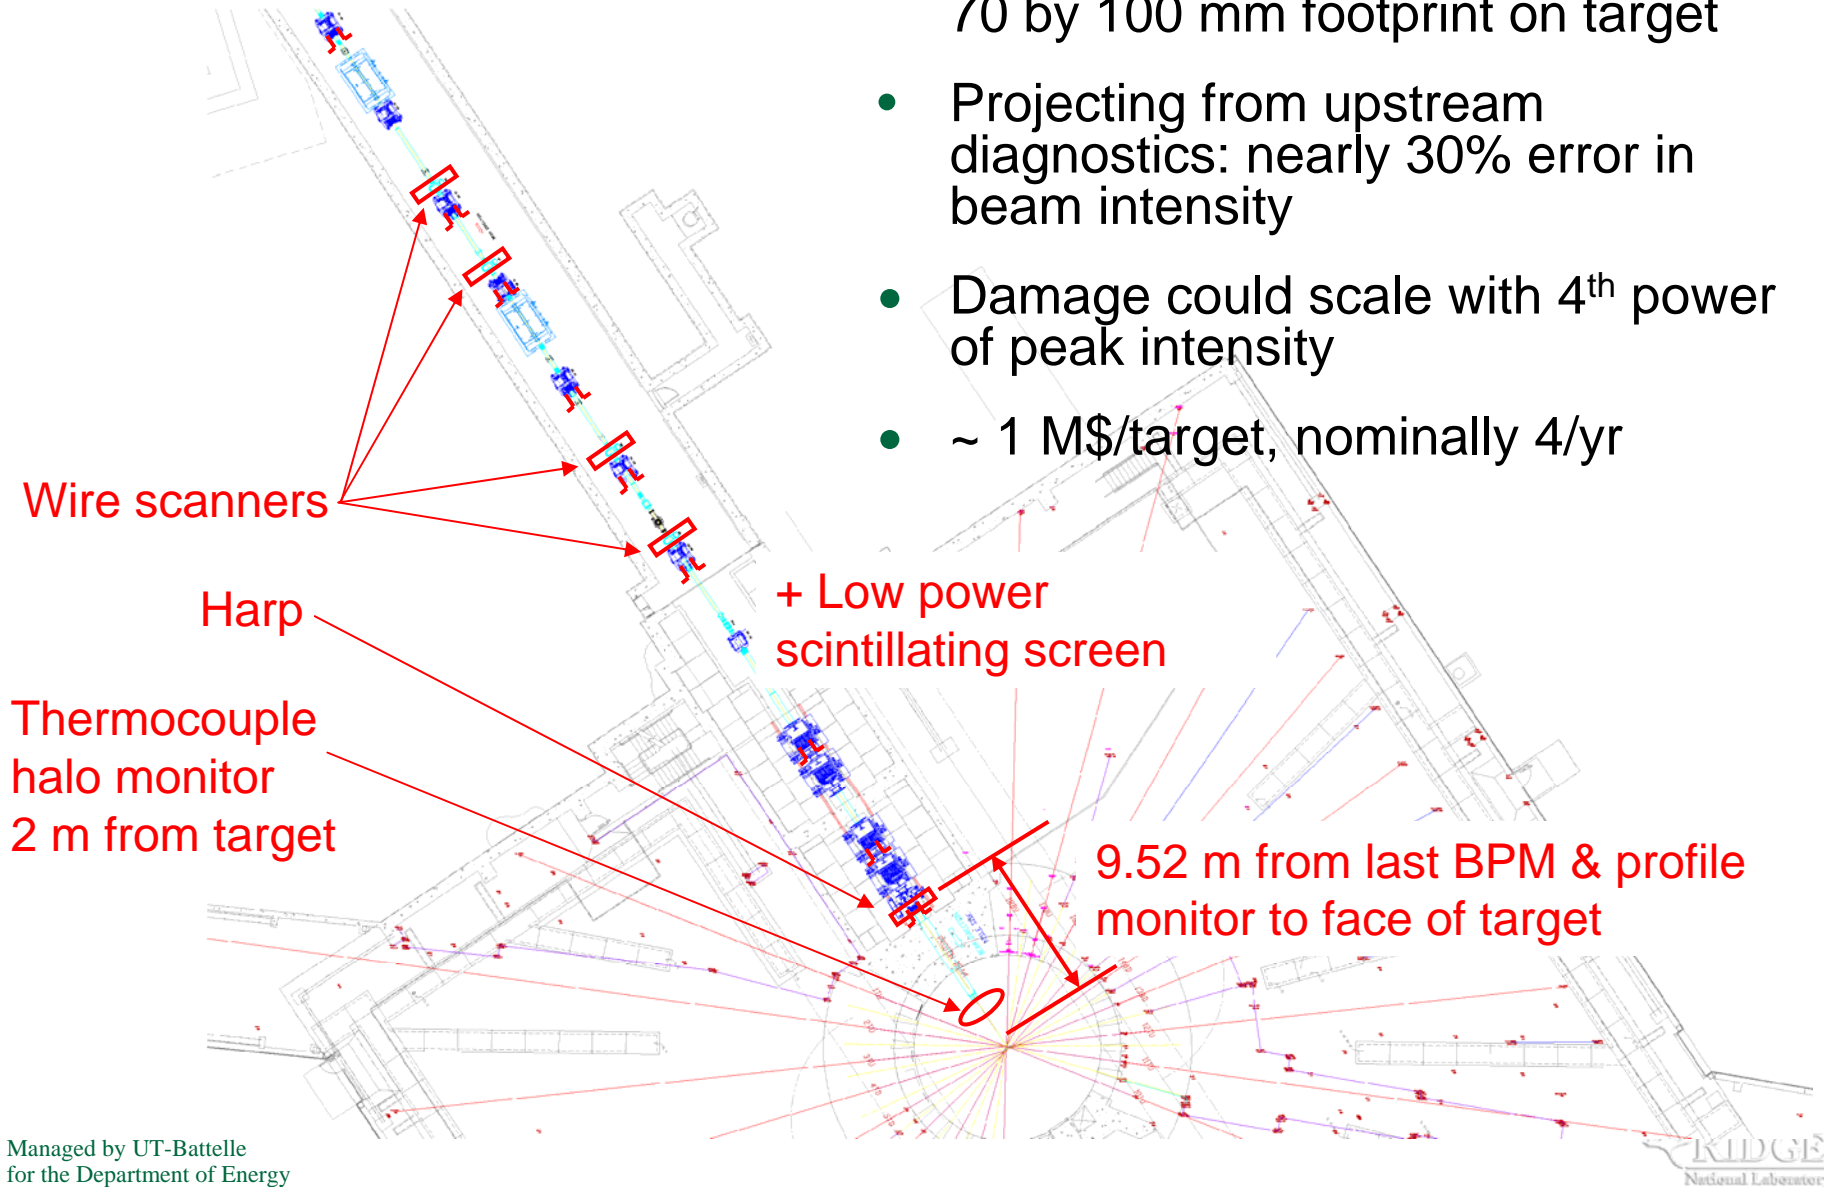 70 by 100 mm footprint on target
• Projecting from upstream
diagnostics: nearly 30% error in
beam intensity
• Damage could scale with 4th power
of peak intensity
• ~ 1 M$/target, nominally 4/yr
Wire scanners
Harp
+ Low power
scintillating screen
Thermocouple
halo monitor
2 m from target
9.52 m from last BPM & profile
monitor to face of target
Managed by UT-Battelle
for the Department of Energy
RIDGE
National Laboratory